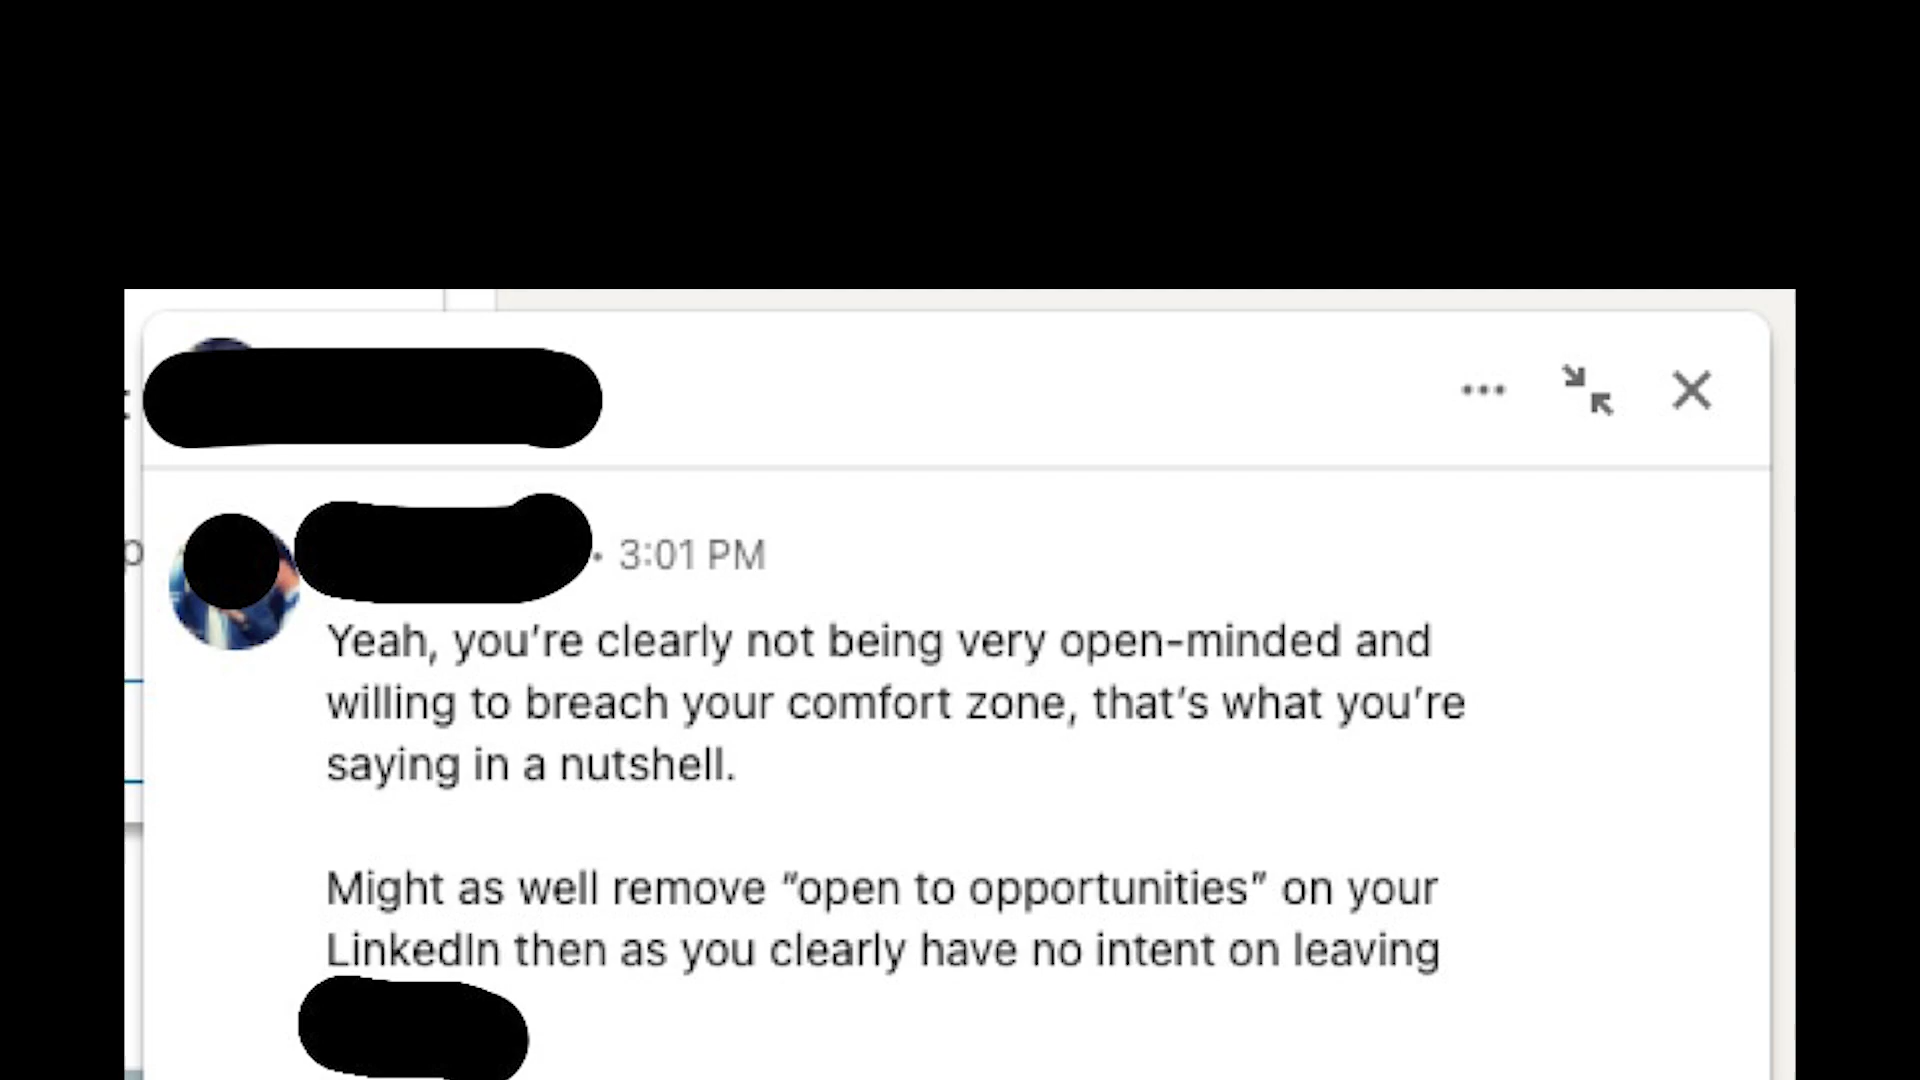 3:01 PM
Yeah, you’re clearly not being very open-minded and
willing to breach your comfort zone, that’s what you’re
saying in a nutshell.
Might as well remove “open to opportunities” on your
LinkedIn then as you clearly have no intent on leaving